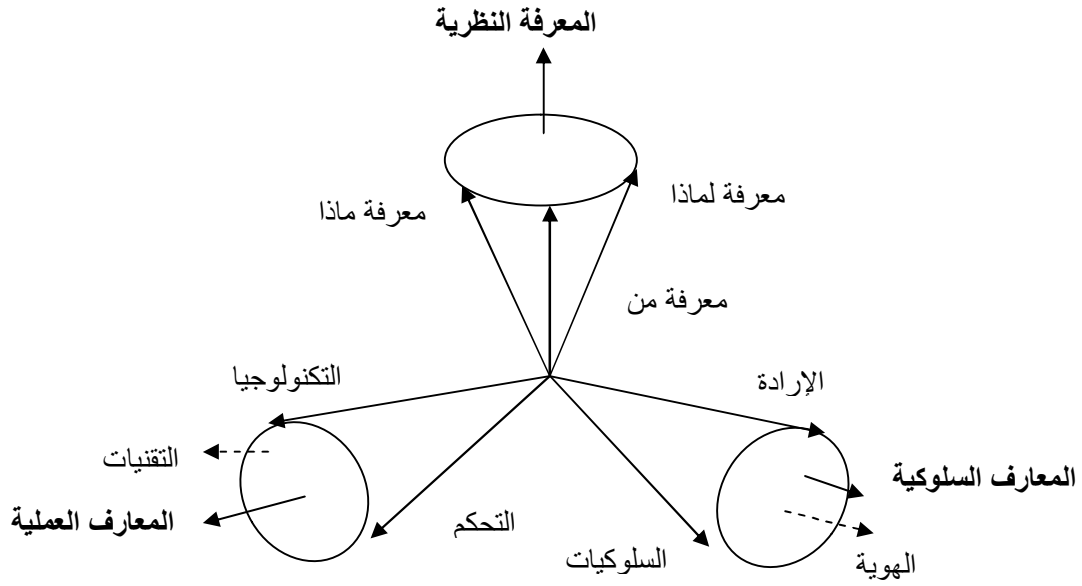 المعرفة النظرية
معرفة لماذا
معرفة ماذا
معرفة من
الإرادة
التكنولوجيا
التقنيات
المعارف السلوكية
المعارف العملية
التحكم
السلوكيات
الهوية